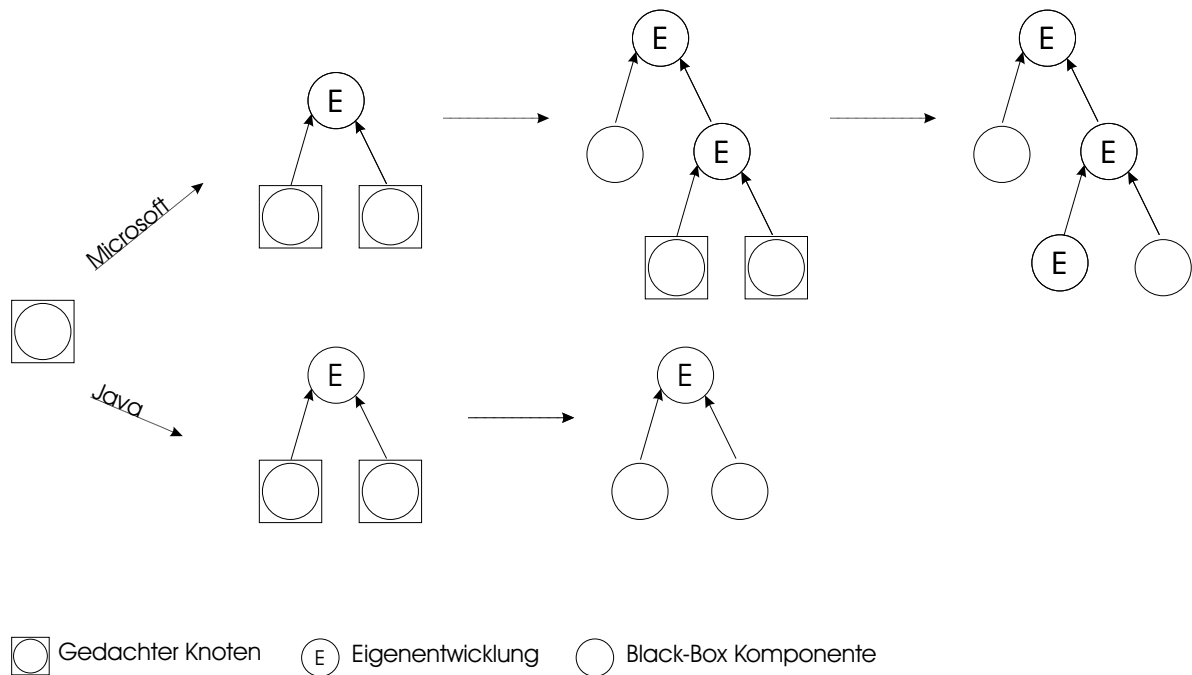 E
E
E
Microsoft
E
E
E
E
Java
E
E
Gedachter Knoten
E Eigenentwicklung
Black-Box Komponente